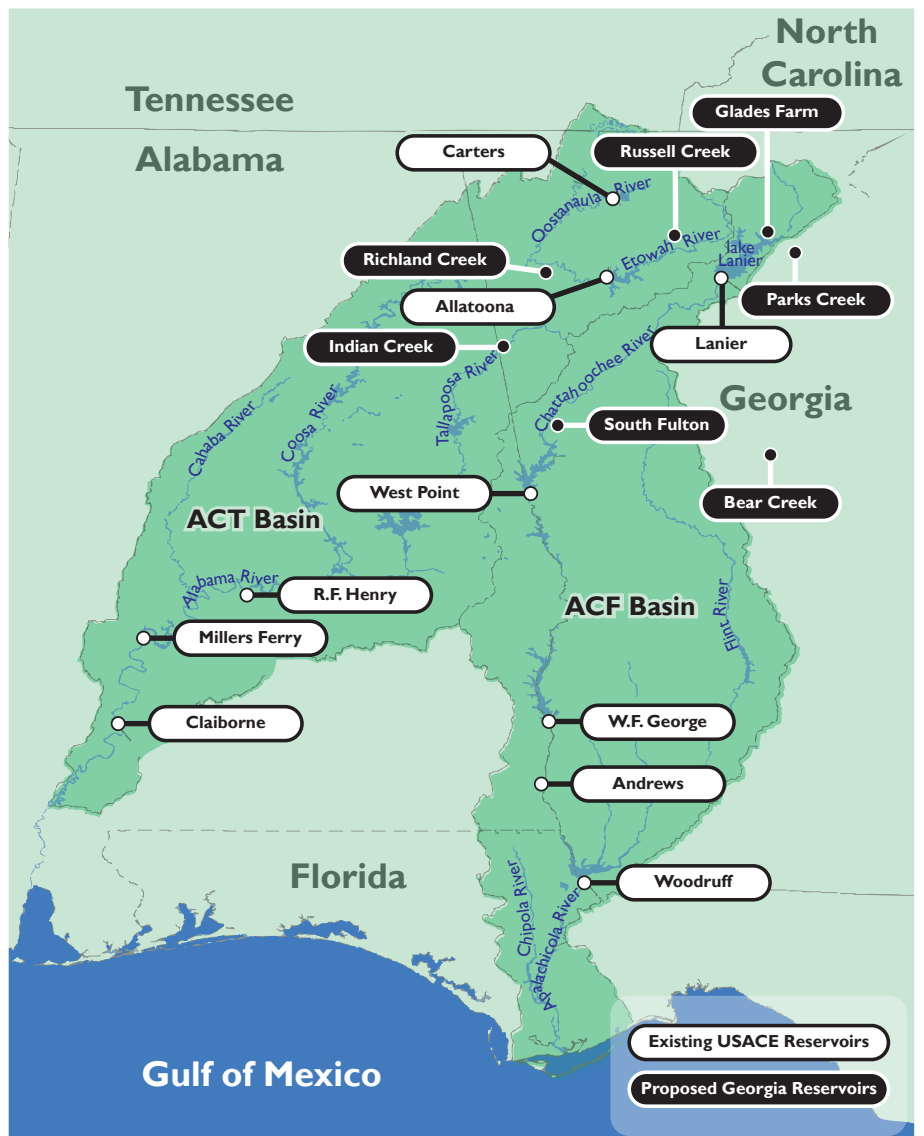 North
Carolina
Tennessee
Glades Farm
Alabama
Carters
Russell Creek
Oostanaula River
Etowah River
Jake
Lanier
Richland Creek
Parks Creek
Allatoona
Lanier
Indian Creek
Tallapoosa River
Chattahoochee River
Georgia
Cahaba River
Coosa River
South Fulton
West Point
Bear Creek
ACT Basin
Alabama River
R.F. Henry
ACF Basin
Flint River
Millers Ferry
Claiborne
W.F. George
Andrews
Florida
Woodruff
Chipola River
Apalachicola River
Existing USACE Reservoirs
Gulf of Mexico
Proposed Georgia Reservoirs